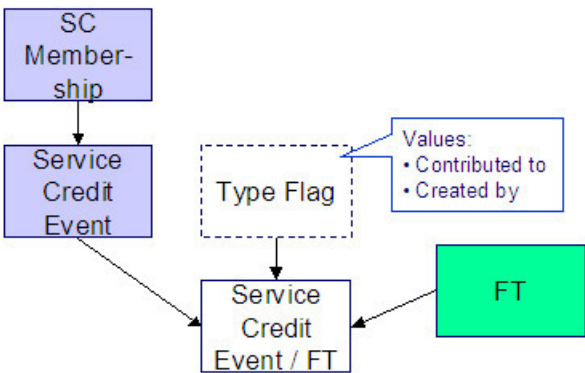 SC
Member-
ship
Service
Credit
Event
Type Flag
Values:
• Contributed to
• Created by
FT
Service
Credit
Event / FT